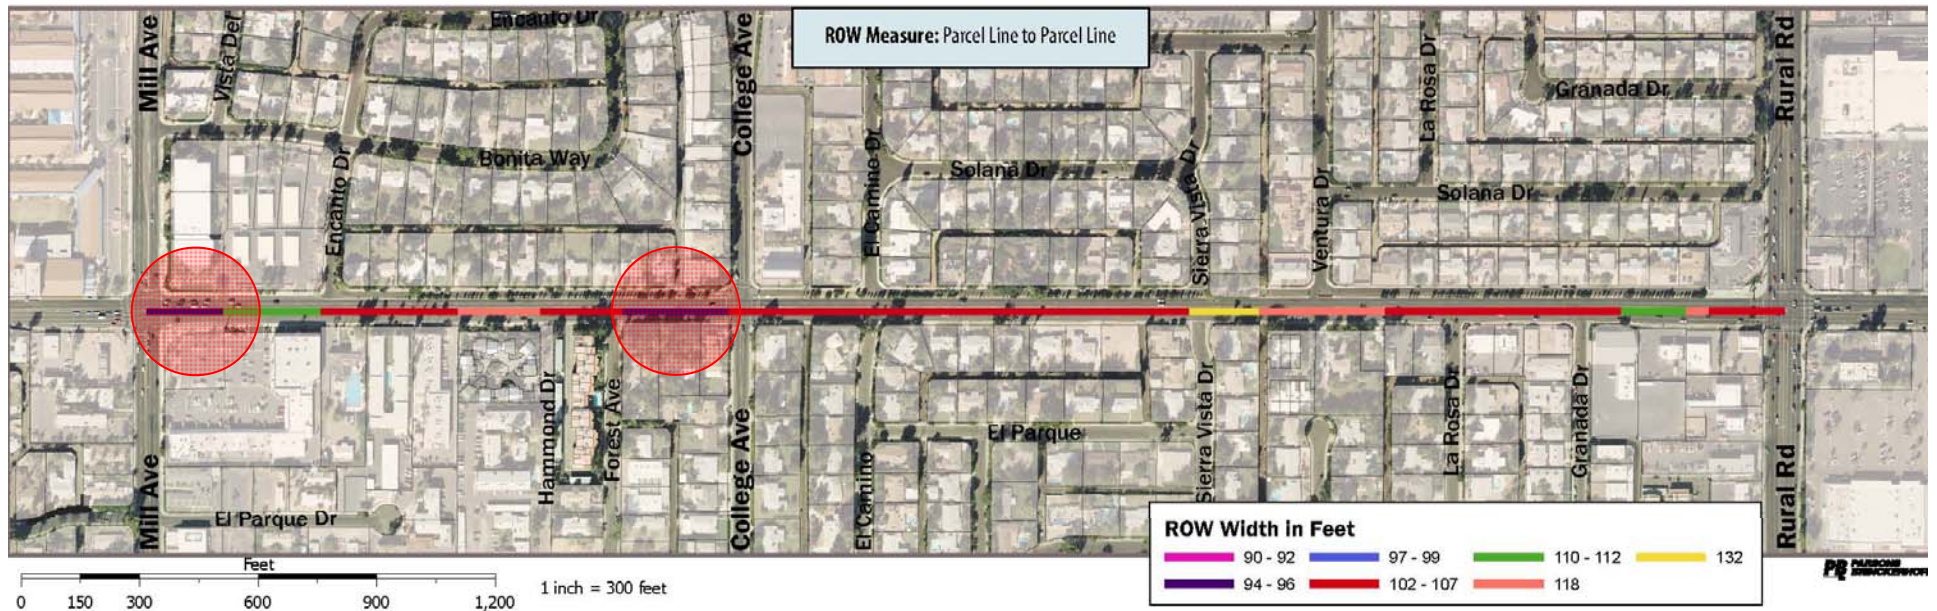 Encanto Dr
ROW Measure: Parcel Line to Parcel Line
Mill Ave
Vista Del
College Ave
La Rosa Dr
Rural Rd
Granada Dr
Encanto Dr
Bonita Way
El Camino Dr
Solana Dr
Sierra Vista Dr
Ventura Dr
Solana Dr
Mill Ave
El Parque Dr
Hammond Dr
Forest Ave
College Ave
El Camino
El Parque
Sierra Vista Dr
La Rosa Dr
Granada Dr
Rural Rd
ROW Width in Feet
90 - 92 97 - 99 110 - 112 132
94 - 96 102 - 107 118
Feet
0 150 300 600 900 1,200
1 inch = 300 feet
PB PARSONS BRINCKERHOFF